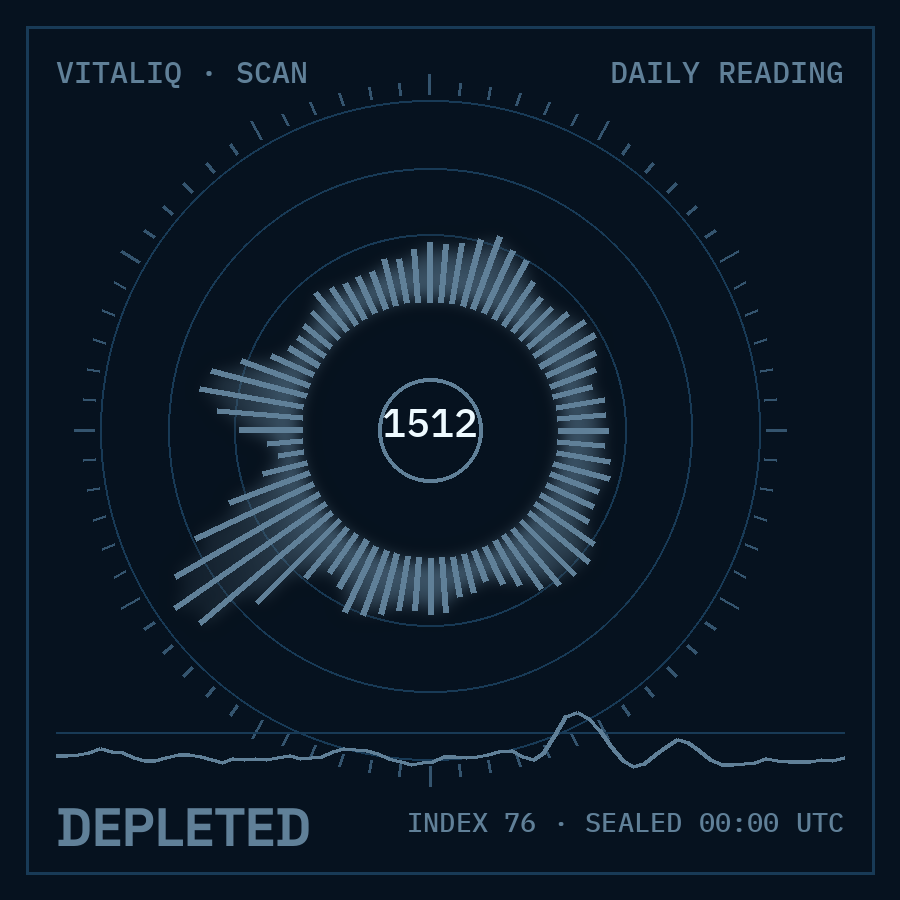 VITALIQ · SCAN
DAILY READING
1512
DEPLETED
INDEX 76 · SEALED 00:00 UTC